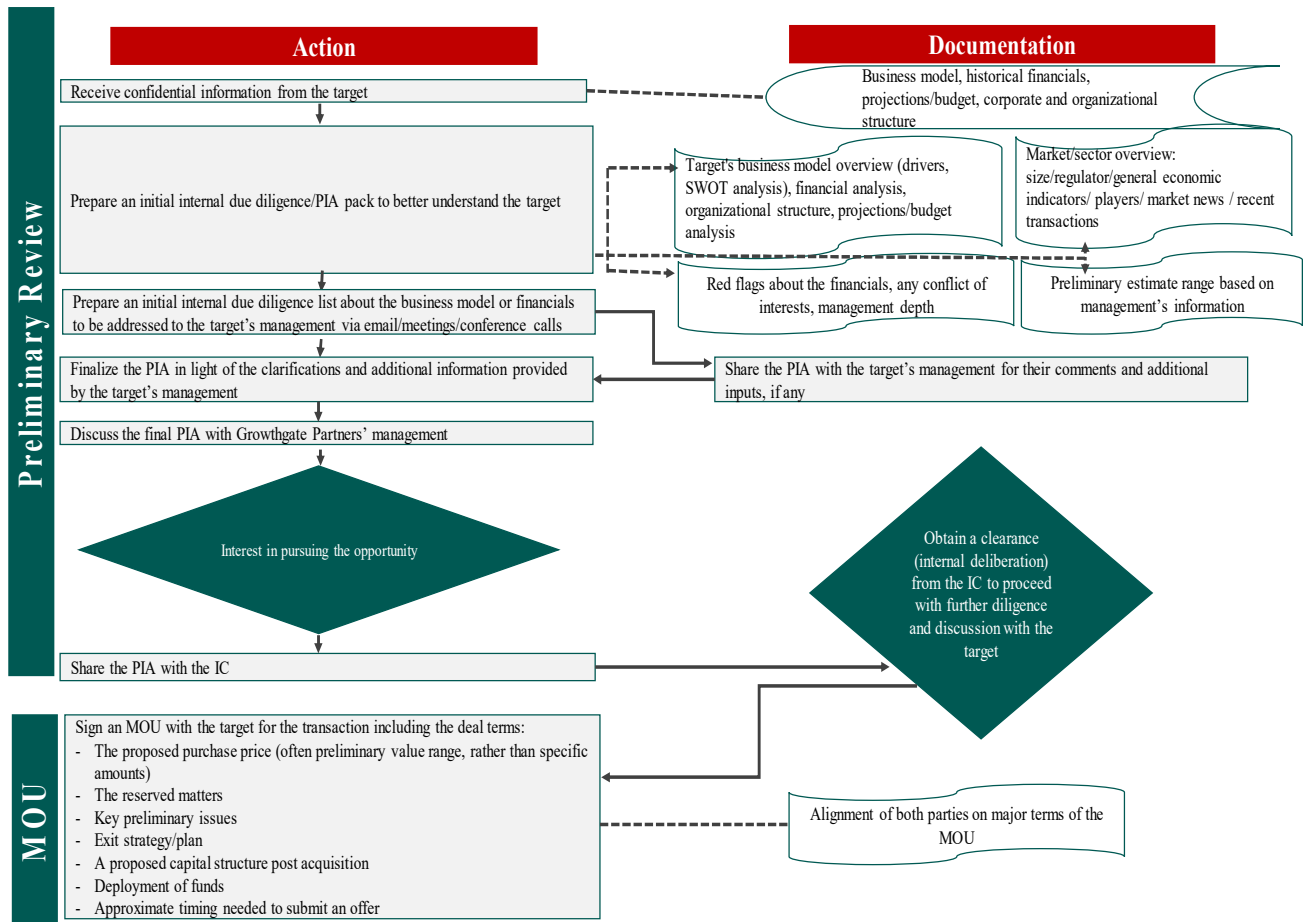 Preliminary Review
Action
Documentation
Receive confidential information from the target
Business model, historical financials,
projections/budget, corporate and organizational
structure
Prepare an initial internal due diligence/PIA pack to better understand the target
Target's business model overview (drivers,
SWOT analysis), financial analysis,
organizational structure, projections/budget
analysis
Market/sector overview:
size/regulator/general economic
indicators/ players/ market news / recent
transactions
Red flags about the financials, any conflict of
interests, management depth
Preliminary estimate range based on
management’s information
Prepare an initial internal due diligence list about the business model or financials
to be addressed to the target’s management via email/meetings/conference calls
Finalize the PIA in light of the clarifications and additional information provided
by the target’s management
Share the PIA with the target’s management for their comments and additional
inputs, if any
Discuss the final PIA with Growthgate Partners’ management
Interest in pursuing the opportunity
Obtain a clearance
(internal deliberation)
from the IC to proceed
with further diligence
and discussion with the
target
Share the PIA with the IC
MOU
Sign an MOU with the target for the transaction including the deal terms:
- The proposed purchase price (often preliminary value range, rather than specific
amounts)
- The reserved matters
- Key preliminary issues
- Exit strategy/plan
- A proposed capital structure post acquisition
- Deployment of funds
- Approximate timing needed to submit an offer
Alignment of both parties on major terms of the
MOU